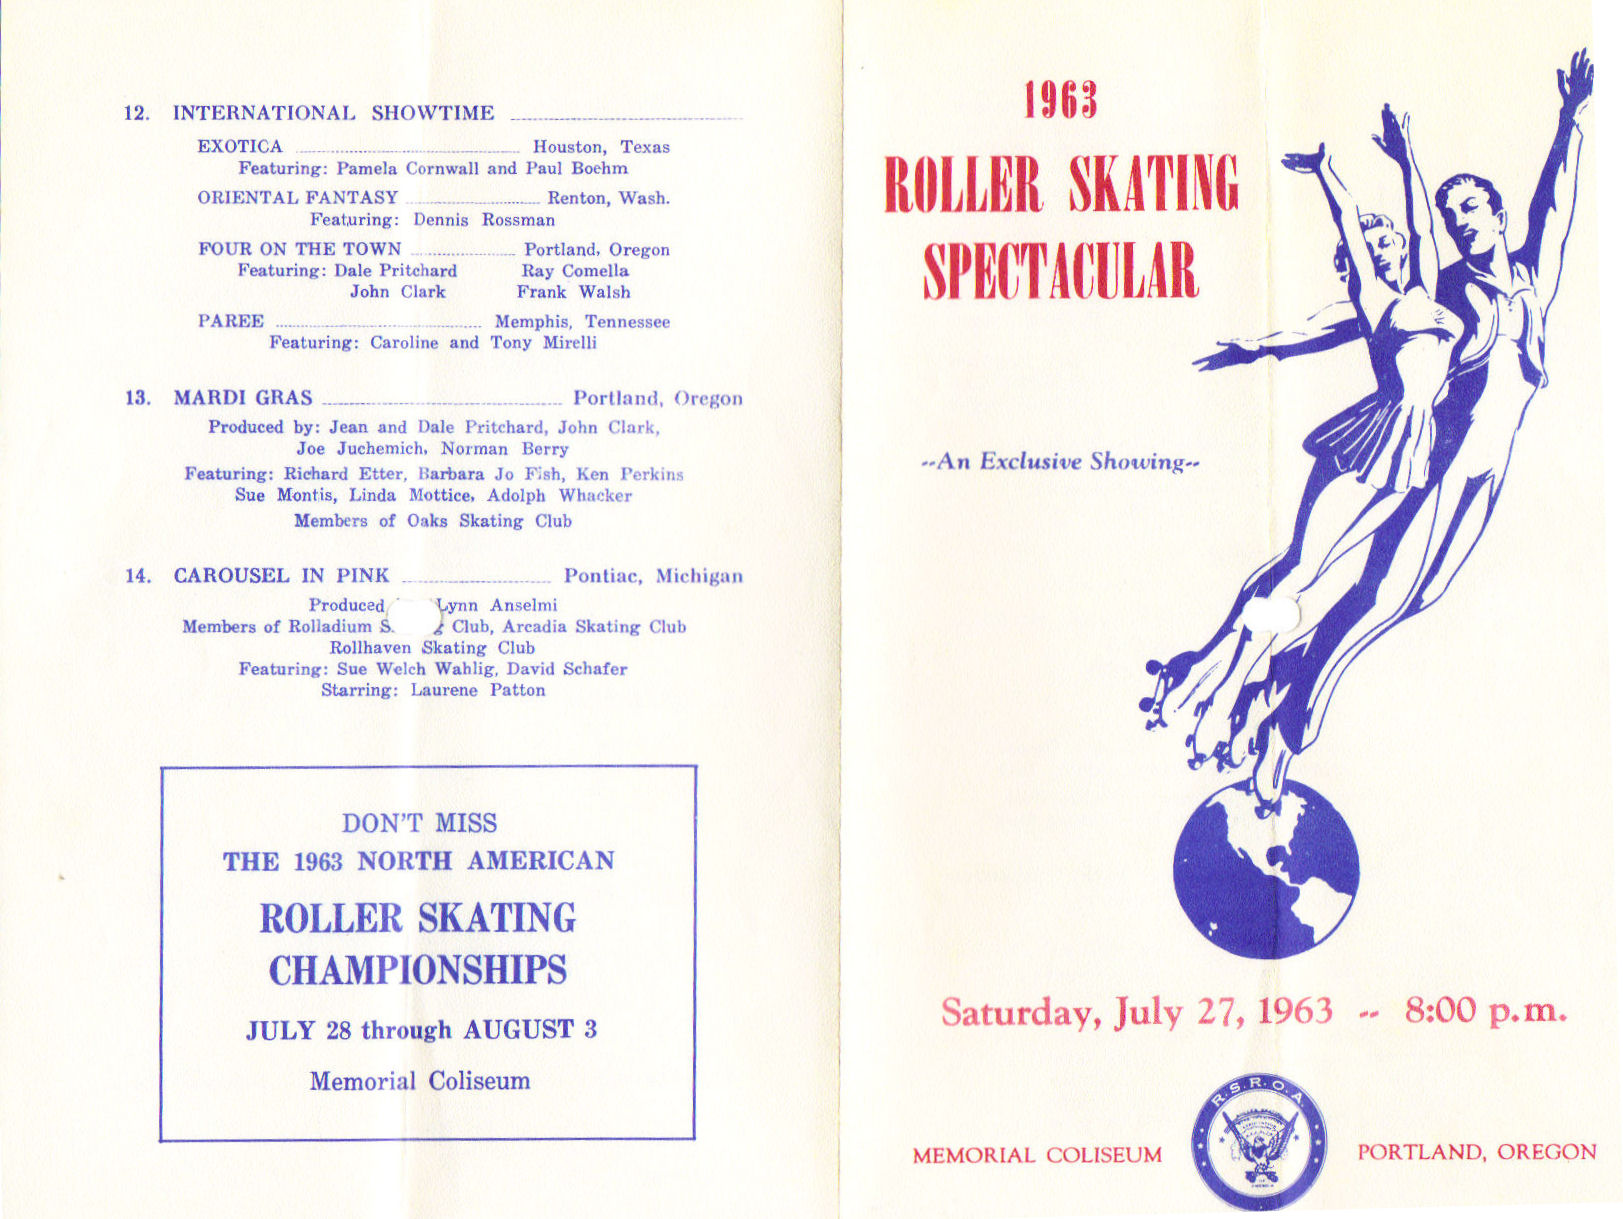 12. INTERNATIONAL SHOWTIME
EXOTICA Houston, Texas
Featuring: Pamela Cornwall and Paul Boehm
ORIENTAL FANTASY Renton, Wash.
Featuring: Dennis Rossman
FOUR ON THE TOWN Portland, Oregon
Featuring: Dale Pritchard Ray Comella
John Clark Frank Walsh
PAREE Memphis, Tennessee
Featuring: Caroline and Tony Mirelli
13. MARDI GRAS Portland, Oregon
Produced by: Jean and Dale Pritchard, John Clark,
Joe Juchemich, Norman Berry
Featuring: Richard Etter, Barbara Jo Fish, Ken Perkins
Sue Montis, Linda Mottice, Adolph Whacker
Members of Oaks Skating Club
14. CAROUSEL IN PINK Pontiac, Michigan
Produced Lynn Anselmi
Members of Rolladium Club, Arcadia Skating Club
Rollhaven Skating Club
Featuring: Sue Welch Wahlig, David Schafer
Starring: Laurene Patton
DON'T MISS
THE 1963 NORTH AMERICAN
ROLLER SKATING
CHAMPIONSHIPS
JULY 28 through AUGUST 3
Memorial Coliseum
1963
ROLLER SKATING
SPECTACULAR
--An Exclusive Showing--
Saturday, July 27, 1963 -- 8:00 p.m.
R.S.R.O.A.
MEMORIAL COLISEUM
PORTLAND, OREGON